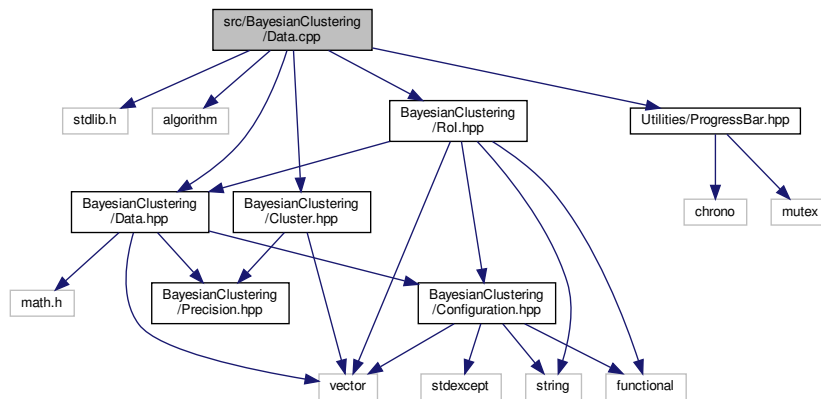 src/BayesianClustering
/Data.cpp
stdlib.h
algorithm
BayesianClustering
/RoI.hpp
Utilities/ProgressBar.hpp
BayesianClustering
/Data.hpp
BayesianClustering
/Cluster.hpp
chrono
mutex
math.h
BayesianClustering
/Precision.hpp
BayesianClustering
/Configuration.hpp
vector
stdexcept
string
functional